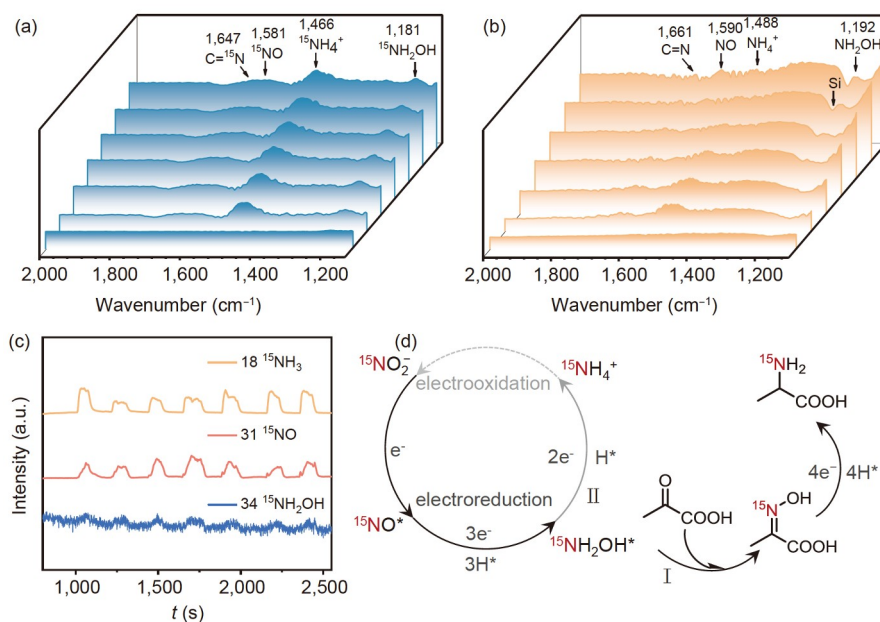 (a)
1,647
C=¹⁵N
1,581
¹⁵NO
1,466
¹⁵NH₄⁺
1,181
¹⁵NH₂OH
2,000 1,800 1,600 1,400 1,200
Wavenumber (cm⁻¹)
(b)
1,661
C=N
1,590
NO
1,488
NH₄⁺
1,192
NH₂OH
Si
2,000 1,800 1,600 1,400 1,200
Wavenumber (cm⁻¹)
(c)
Intensity (a.u.)
18 ¹⁵NH₃
31 ¹⁵NO
34 ¹⁵NH₂OH
1,000 1,500 2,000 2,500
t (s)
(d)
¹⁵NO₂⁻
electrooxidation
¹⁵NH₄⁺
e⁻
2e⁻ H*
electroreduction
II
¹⁵NO*
3e⁻
3H*
¹⁵NH₂OH*
O
COOH
I
¹⁵NH₂
COOH
4e⁻ 4H*
¹⁵N OH
COOH